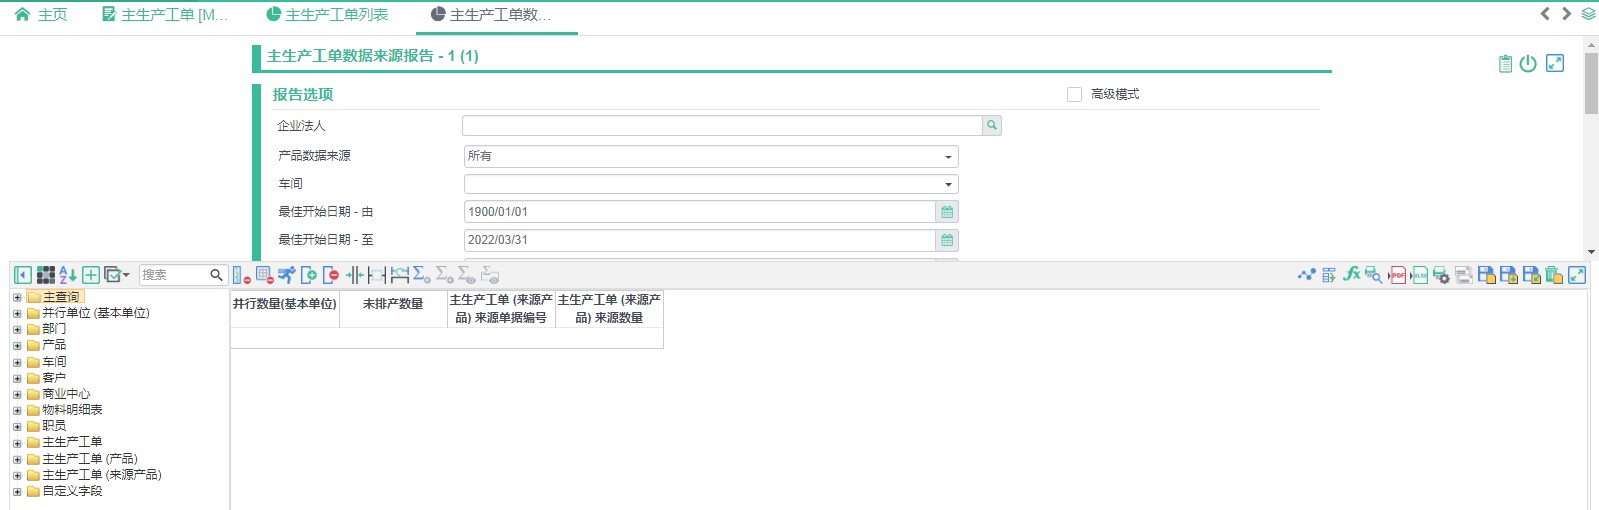 主页 主生产工单 [M... 主生产工单列表 主生产工单数...
主生产工单数据来源报告 - 1 (1)
报告选项 高级模式
企业法人
产品数据来源 所有
车间
最佳开始日期 - 由 1900/01/01
最佳开始日期 - 至 2022/03/31
搜索
主查询
并行单位 (基本单位)
部门
产品
车间
客户
商业中心
物料明细表
职员
主生产工单
主生产工单 (产品)
主生产工单 (来源产品)
自定义字段
并行数量(基本单位) 未排产数量 主生产工单 (来源产 主生产工单 (来源产
品) 来源单据编号 品) 来源数量